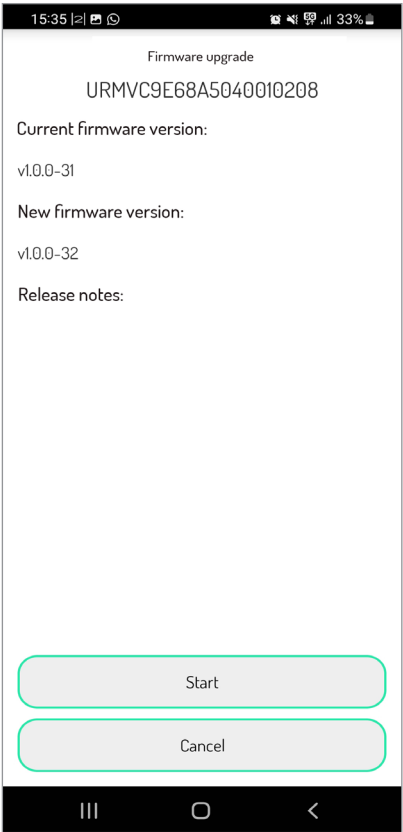 15:35 |2| 33%
Firmware upgrade
URMVC9E68A5040010208
Current firmware version:
v1.0.0-31
New firmware version:
v1.0.0-32
Release notes:
Start
Cancel